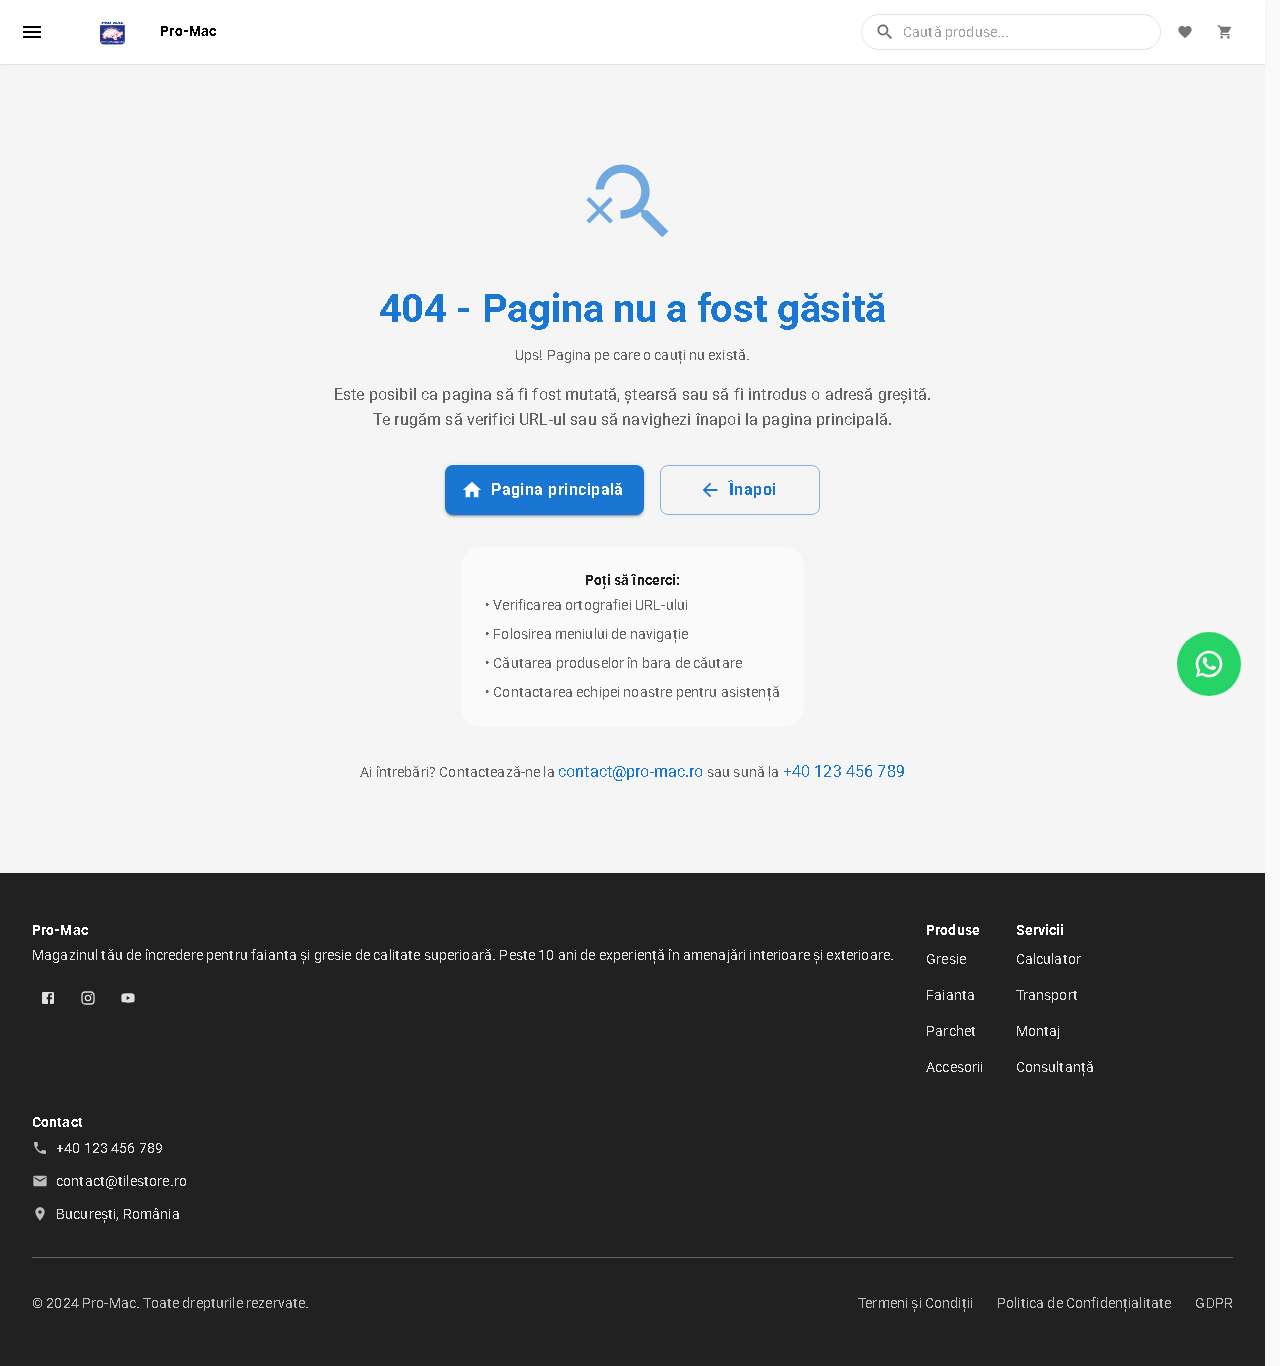 Pro-Mac
Caută produse...
404 - Pagina nu a fost găsită
Ups! Pagina pe care o cauți nu există.
Este posibil ca pagina să fi fost mutată, ștearsă sau să fi introdus o adresă greșită.
Te rugăm să verifici URL-ul sau să navighezi înapoi la pagina principală.
Pagina principală
Înapoi
Poți să încerci:
• Verificarea ortografiei URL-ului
• Folosirea meniului de navigație
• Căutarea produselor în bara de căutare
• Contactarea echipei noastre pentru asistență
Ai întrebări? Contactează-ne la contact@pro-mac.ro sau sună la +40 123 456 789
Pro-Mac
Magazinul tău de încredere pentru faianta și gresie de calitate superioară. Peste 10 ani de experiență în amenajări interioare și exterioare.
Produse
Gresie
Faianta
Parchet
Accesorii
Servicii
Calculator
Transport
Montaj
Consultanță
Contact
+40 123 456 789
contact@tilestore.ro
București, România
© 2024 Pro-Mac. Toate drepturile rezervate.
Termeni și Condiții
Politica de Confidențialitate
GDPR